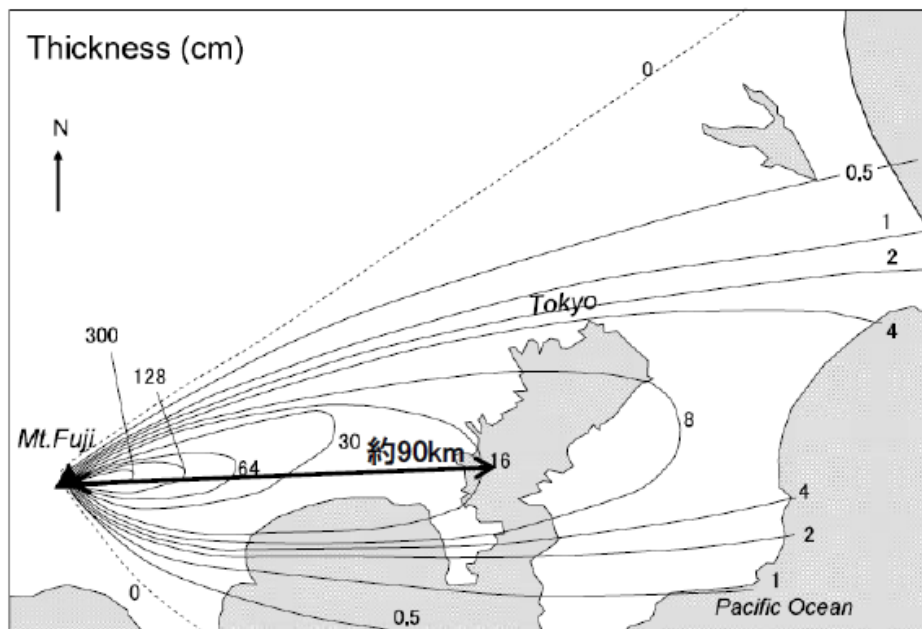 Thickness (cm)
0
N
0.5
1
2
Tokyo
4
300
128
Mt.Fuji
30
8
約90km
16
64
4
2
0
1
Pacific Ocean
0.5